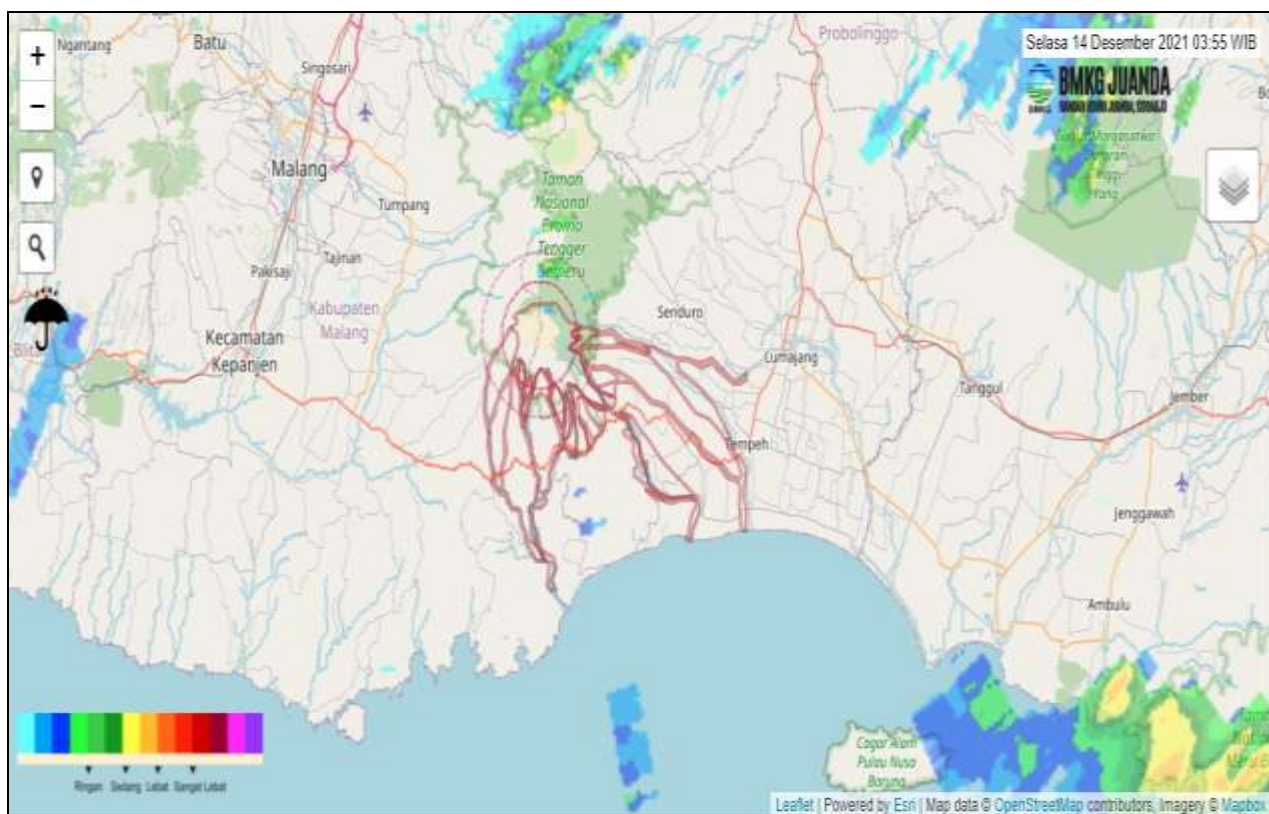 Ngantang
Batu
Singosari
Probolinggo
Selasa 14 Desember 2021 03:55 WIB
BMKG JUANDA
Malang
Tumpang
Taman
Nasional
Bromo
Tengger
Semeru
Pakisaji
Tajinan
Kabupaten
Malang
Senduro
Kecamatan
Kepanjen
Lumajang
Tanggul
Jember
Tempeh
Jenggawah
Ambulu
Cagar Alam
Pulau Nusa
Barung
Ringan Sedang Lebat Sangat Lebat
Leaflet | Powered by Esri | Map data © OpenStreetMap contributors, Imagery © Mapbox